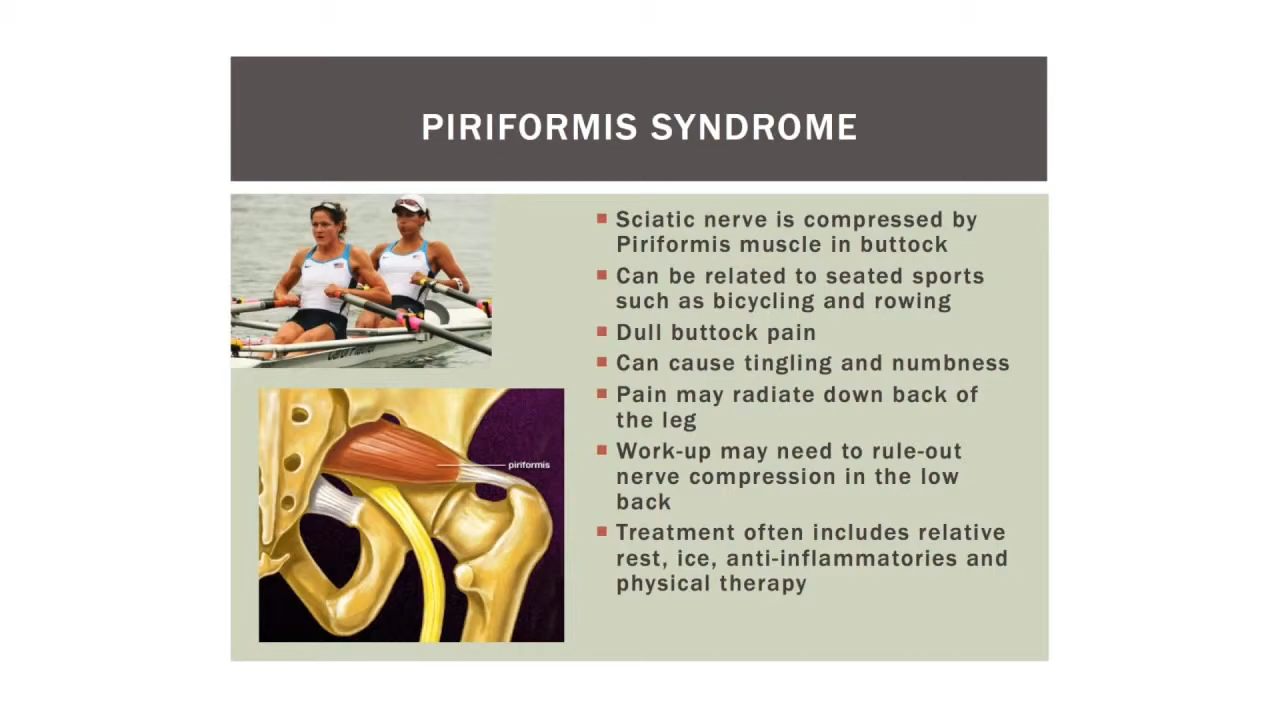 PIRIFORMIS SYNDROME
Sciatic nerve is compressed by
Piriformis muscle in buttock
Can be related to seated sports
such as bicycling and rowing
Dull buttock pain
Can cause tingling and numbness
Pain may radiate down back of
the leg
Work-up may need to rule-out
nerve compression in the low
back
Treatment often includes relative
rest, ice, anti-inflammatories and
physical therapy
piriformis